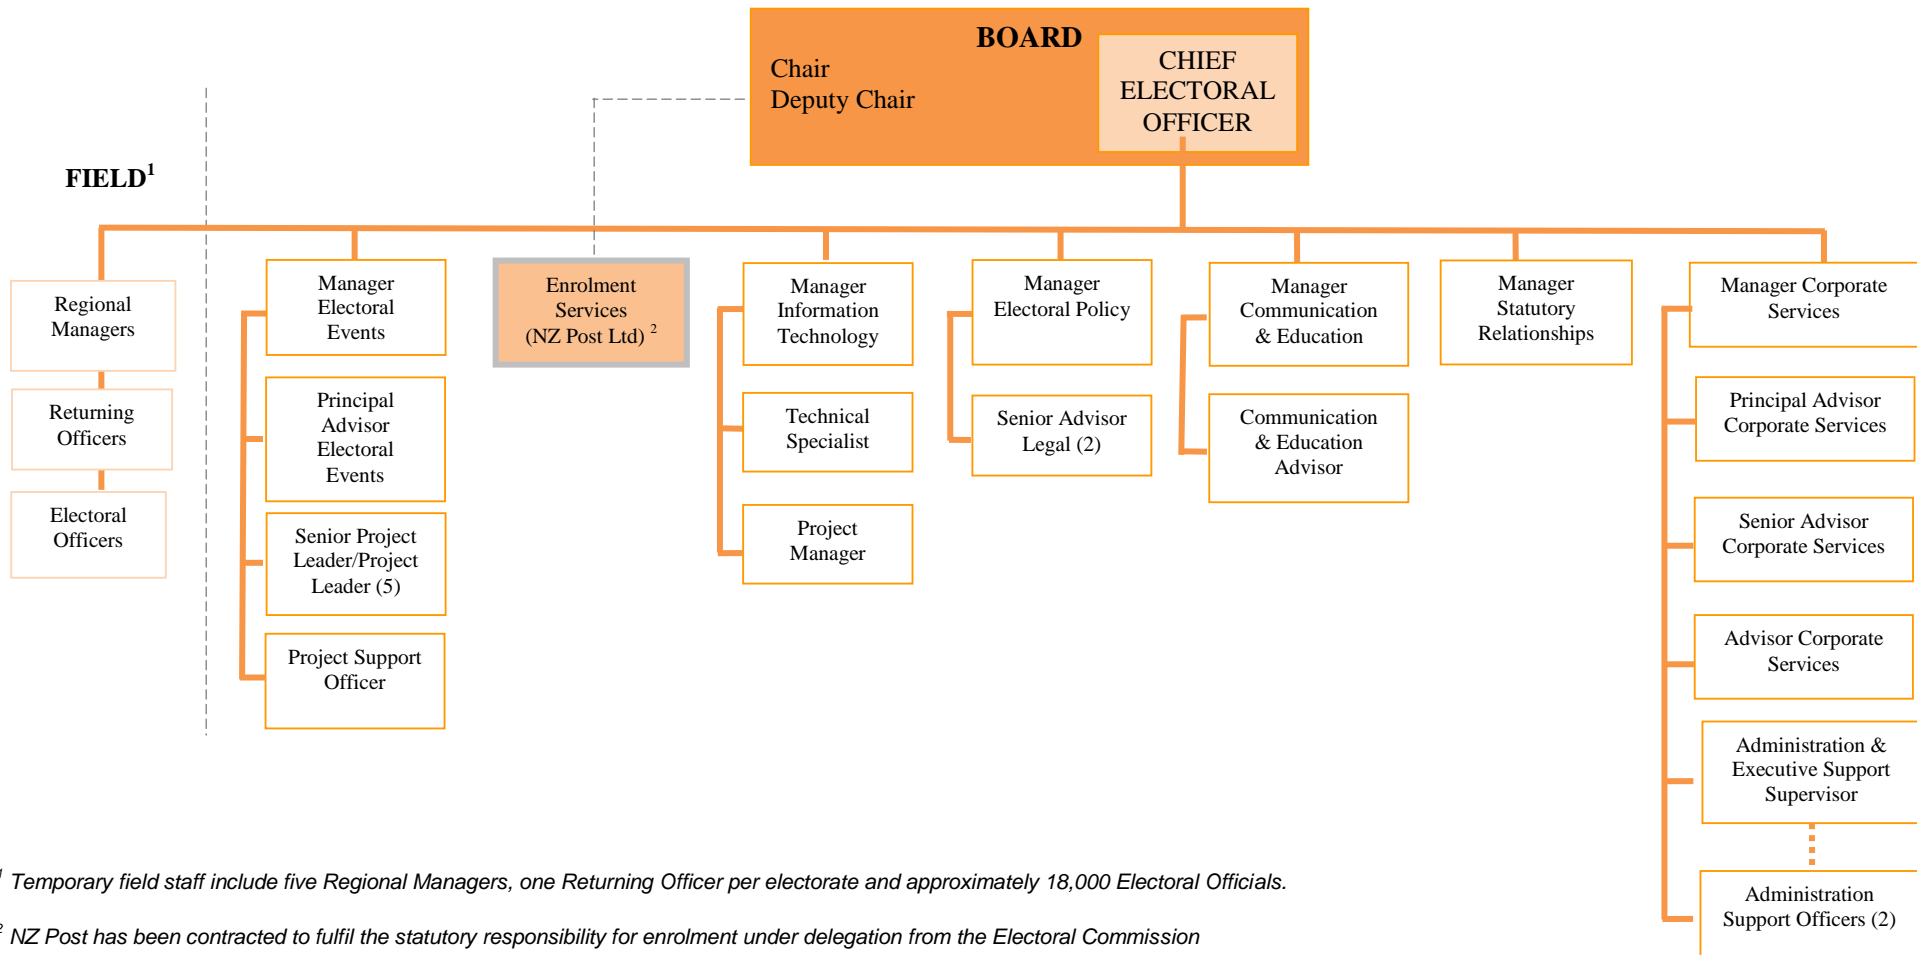 BOARD
Chair
Deputy Chair
CHIEF
ELECTORAL
OFFICER
FIELD¹
Regional
Managers
Returning
Officers
Electoral
Officers
Manager
Electoral
Events
Principal
Advisor
Electoral
Events
Senior Project
Leader/Project
Leader (5)
Project Support
Officer
Enrolment
Services
(NZ Post Ltd) ²
Manager
Information
Technology
Technical
Specialist
Project
Manager
Manager
Electoral Policy
Senior Advisor
Legal (2)
Manager
Communication
& Education
Communication
& Education
Advisor
Manager
Statutory
Relationships
Manager Corporate
Services
Principal Advisor
Corporate Services
Senior Advisor
Corporate Services
Advisor Corporate
Services
Administration &
Executive Support
Supervisor
Administration
Support Officers (2)
¹ Temporary field staff include five Regional Managers, one Returning Officer per electorate and approximately 18,000 Electoral Officials.
² NZ Post has been contracted to fulfil the statutory responsibility for enrolment under delegation from the Electoral Commission